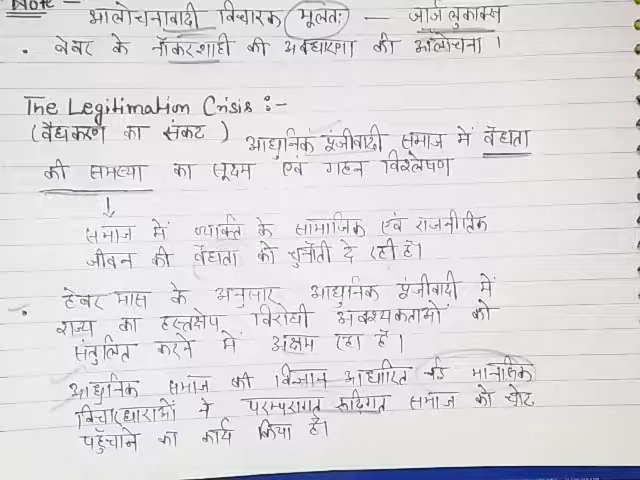 Note -
आलोचनावादी विचारक मूलतः — जॉर्ज लुकाक्स
• वेबर के नौकरशाही की अवधारणा की आलोचना ।
The Legitimation Crisis :-
(वैधकरण का संकट) आधुनिक पूंजीवादी समाज में वैधता
की समस्या का सूक्ष्म एवं गहन विश्लेषण
↓
समाज में व्यक्ति के सामाजिक एवं राजनीतिक
जीवन की वैधता को चुनौती दे रही है।
• हेबर मास के अनुसार आधुनिक पूंजीवादी में
राज्य का हस्तक्षेप विरोधी अवश्यकताओं को
संतुलित करने में अक्षम रहा है।
आधुनिक समाज की विज्ञान आधारित नई मानसिक
विचारधाराओं ने परम्परागत रूढ़िगत समाज को चोट
पहुँचाने का कार्य किया है।